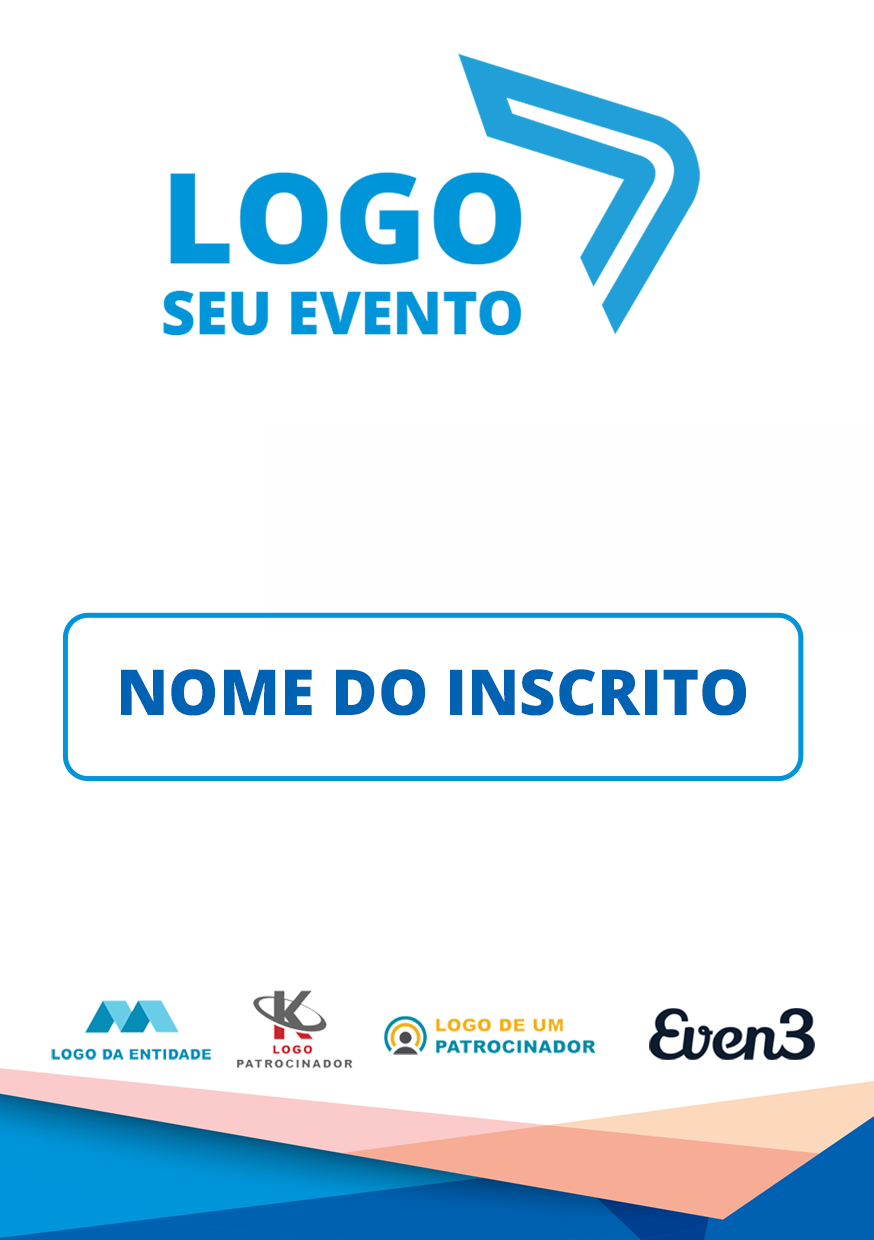 LOGO
SEU EVENTO
NOME DO INSCRITO
LOGO DA ENTIDADE
K
LOGO
PATROCINADOR
LOGO DE UM
PATROCINADOR
Even3